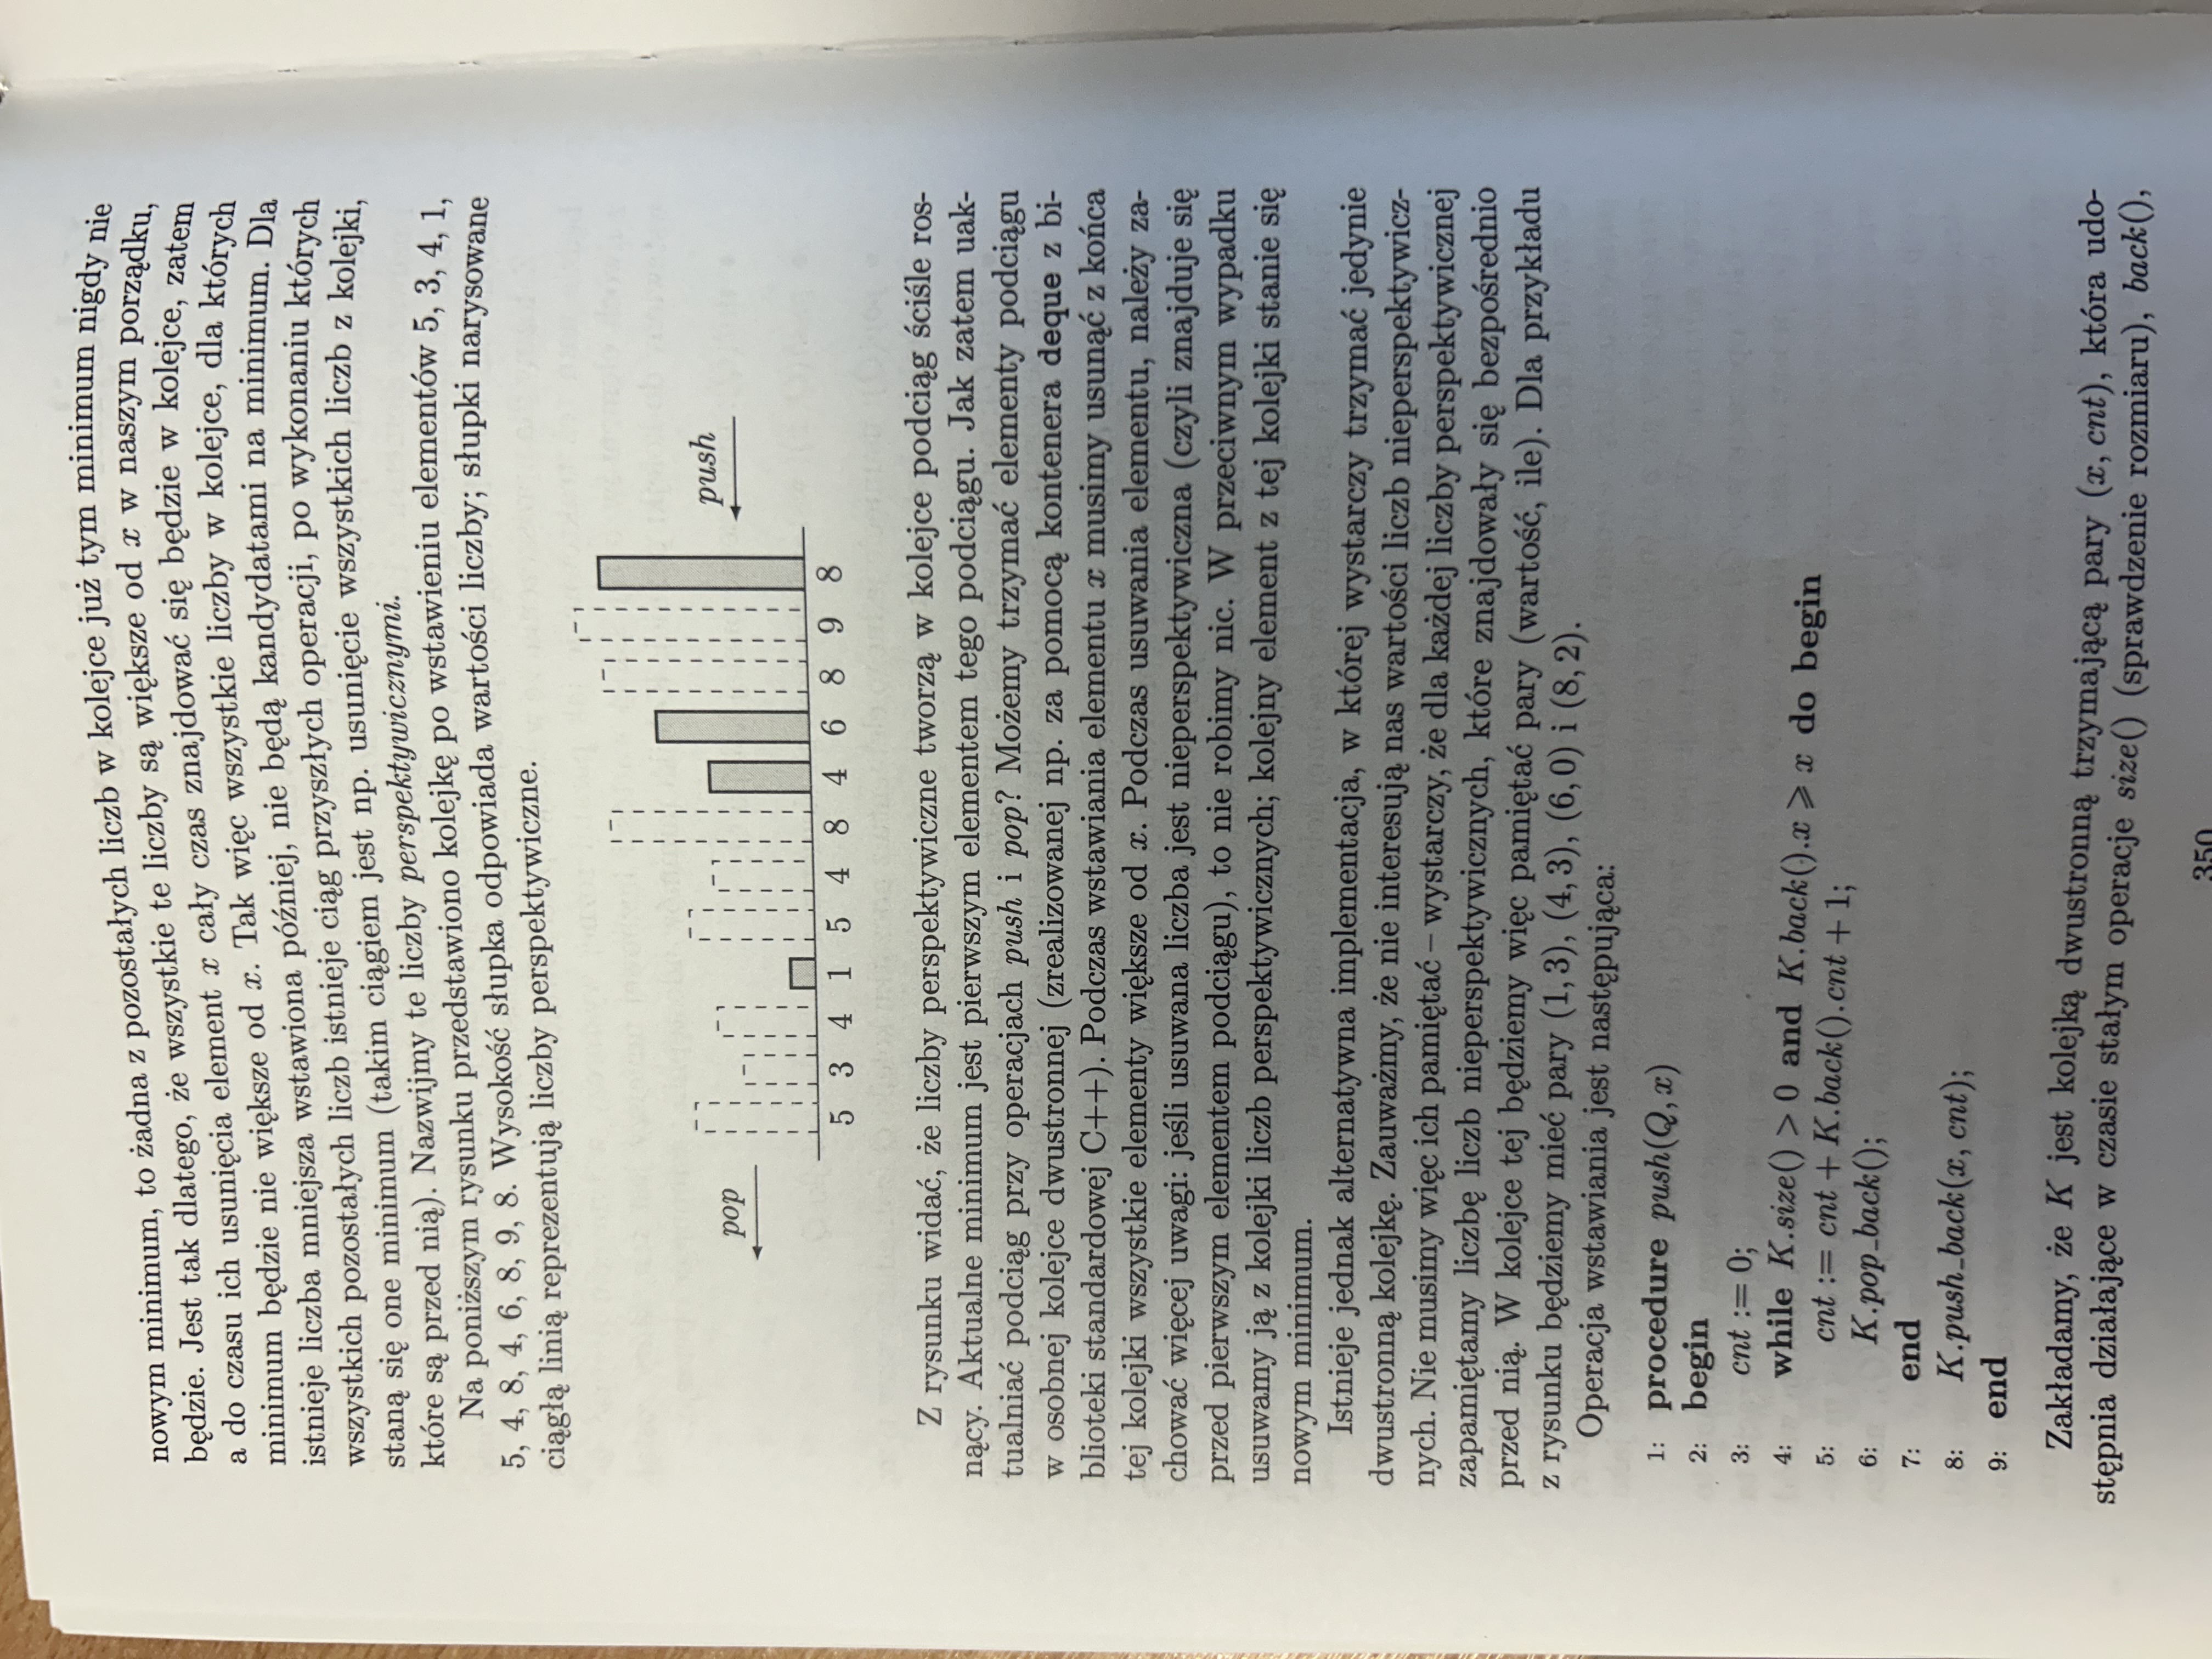 nowym minimum, to żadna z pozostałych liczb w kolejce już tym minimum nigdy nie
będzie. Jest tak dlatego, że wszystkie te liczby są większe od x w naszym porządku,
a do czasu ich usunięcia element x cały czas znajdować się będzie w kolejce, zatem
minimum będzie nie większe od x. Tak więc wszystkie liczby w kolejce, dla których
istnieje liczba mniejsza wstawiona później, nie będą kandydatami na minimum. Dla
wszystkich pozostałych liczb istnieje ciąg przyszłych operacji, po wykonaniu których
staną się one minimum (takim ciągiem jest np. usunięcie wszystkich liczb z kolejki,
które są przed nią). Nazwijmy te liczby perspektywicznymi.
Na poniższym rysunku przedstawiono kolejkę po wstawieniu elementów 5, 3, 4, 1,
5, 4, 8, 4, 6, 8, 9, 8. Wysokość słupka odpowiada wartości liczby; słupki narysowane
ciągłą linią reprezentują liczby perspektywiczne.
pop
push
5 3 4 1 5 4 8 4 6 8 9 8
Z rysunku widać, że liczby perspektywiczne tworzą w kolejce podciąg ściśle ros-
nący. Aktualne minimum jest pierwszym elementem tego podciągu. Jak zatem uak-
tualniać podciąg przy operacjach push i pop? Możemy trzymać elementy podciągu
w osobnej kolejce dwustronnej (zrealizowanej np. za pomocą kontenera deque z bi-
blioteki standardowej C++). Podczas wstawiania elementu x musimy usunąć z końca
tej kolejki wszystkie elementy większe od x. Podczas usuwania elementu, należy za-
chować więcej uwagi: jeśli usuwana liczba jest nieperspektywiczna (czyli znajduje się
przed pierwszym elementem podciągu), to nie robimy nic. W przeciwnym wypadku
usuwamy ją z kolejki liczb perspektywicznych; kolejny element z tej kolejki stanie się
nowym minimum.
Istnieje jednak alternatywna implementacja, w której wystarczy trzymać jedynie
dwustronną kolejkę. Zauważmy, że nie interesują nas wartości liczb nieperspektywicz-
nych. Nie musimy więc ich pamiętać – wystarczy, że dla każdej liczby perspektywicznej
zapamiętamy liczbę liczb nieperspektywicznych, które znajdowały się bezpośrednio
przed nią. W kolejce tej będziemy więc pamiętać pary (wartość, ile). Dla przykładu
z rysunku będziemy mieć pary (1, 3), (4, 3), (6, 0) i (8, 2).
Operacja wstawiania jest następująca:
1: procedure push(Q, x)
2: begin
3: cnt := 0;
4: while K.size() > 0 and K.back().x ⩾ x do begin
5: cnt := cnt + K.back().cnt + 1;
6: K.pop_back();
7: end
8: K.push_back(x, cnt);
9: end
Zakładamy, że K jest kolejką dwustronną trzymającą pary (x, cnt), która udo-
stępnia działające w czasie stałym operacje size() (sprawdzenie rozmiaru), back(),
350